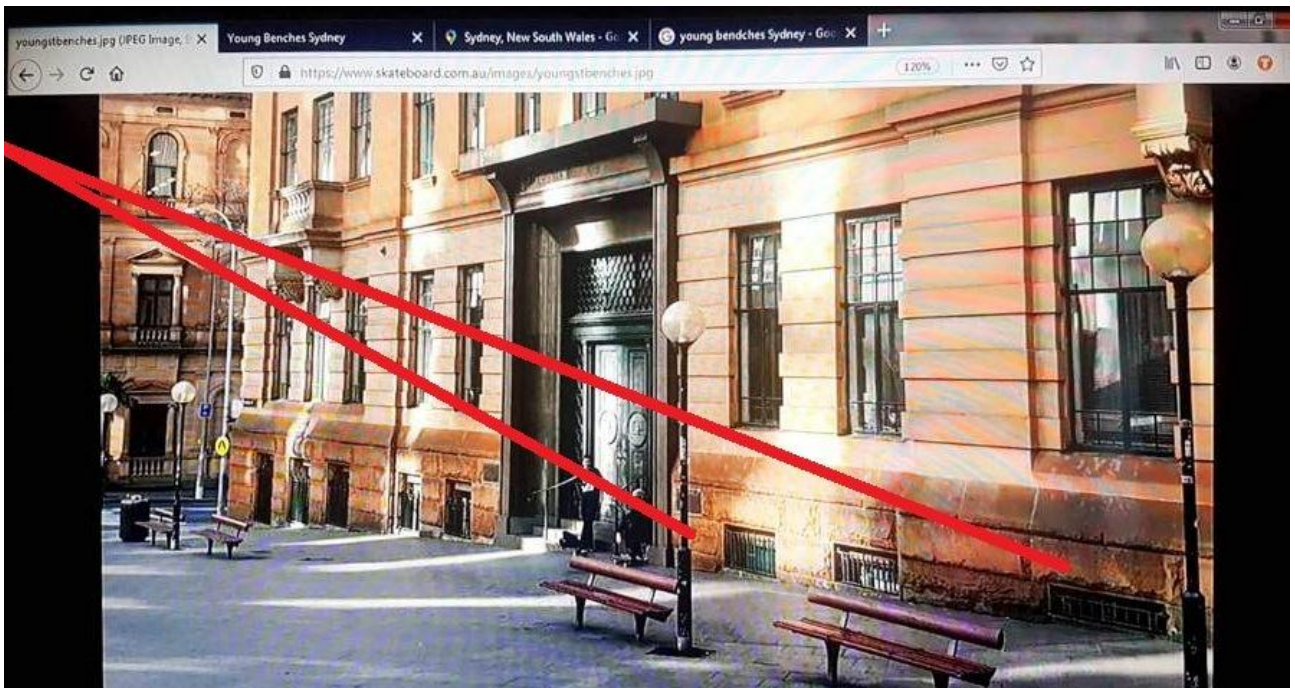 youngstbenches.jpg (JPEG Image,
Young Benches Sydney
Sydney, New South Wales - Go
young bendches Sydney - Goo
https://www.skateboard.com.au/images/youngstbenches.jpg
120%